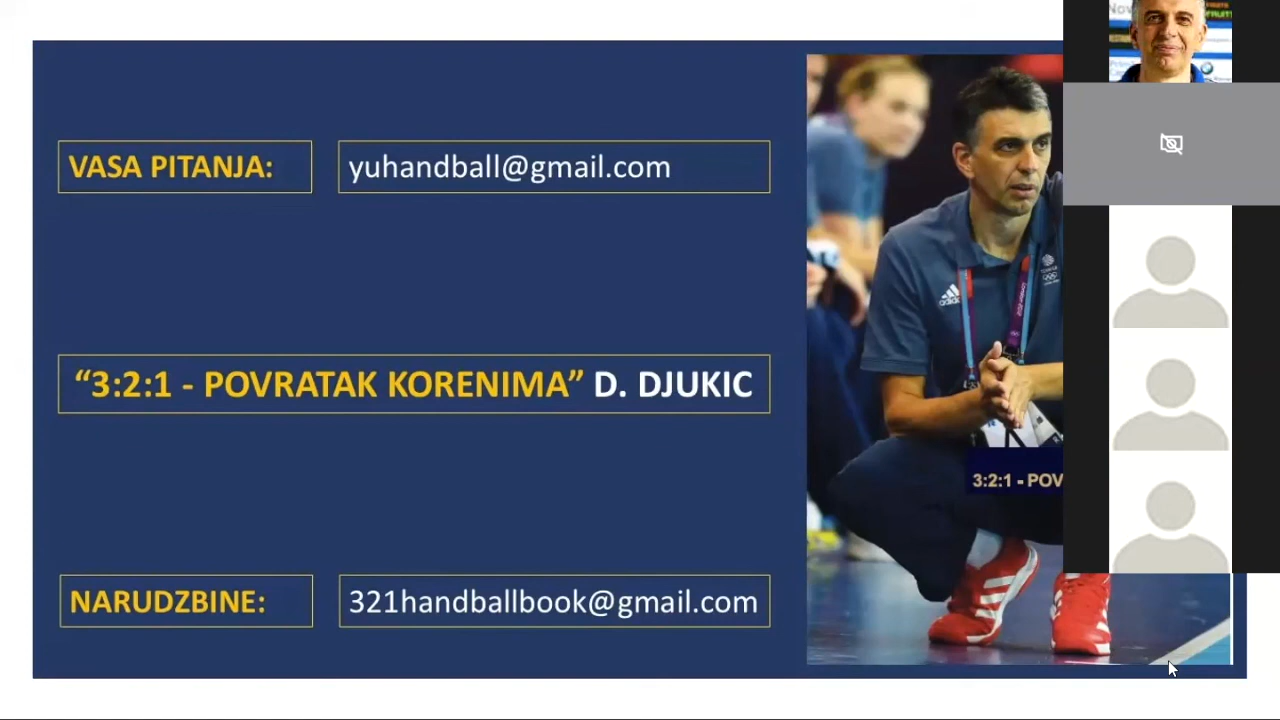 VASA PITANJA:
yuhandball@gmail.com
“3:2:1 - POVRATAK KORENIMA” D. DJUKIC
3:2:1 - POV
NARUDZBINE:
321handballbook@gmail.com
adidas